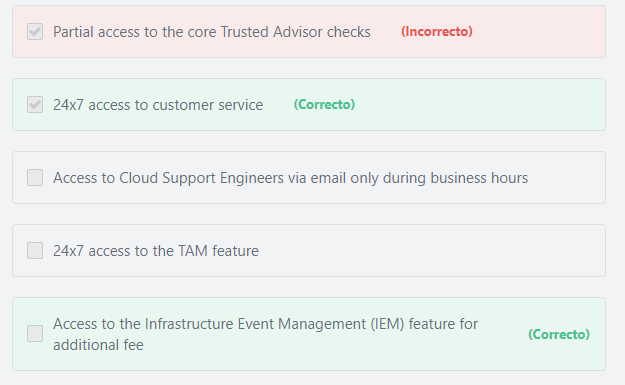 Partial access to the core Trusted Advisor checks (Incorrecto)
24x7 access to customer service (Correcto)
Access to Cloud Support Engineers via email only during business hours
24x7 access to the TAM feature
Access to the Infrastructure Event Management (IEM) feature for
additional fee (Correcto)